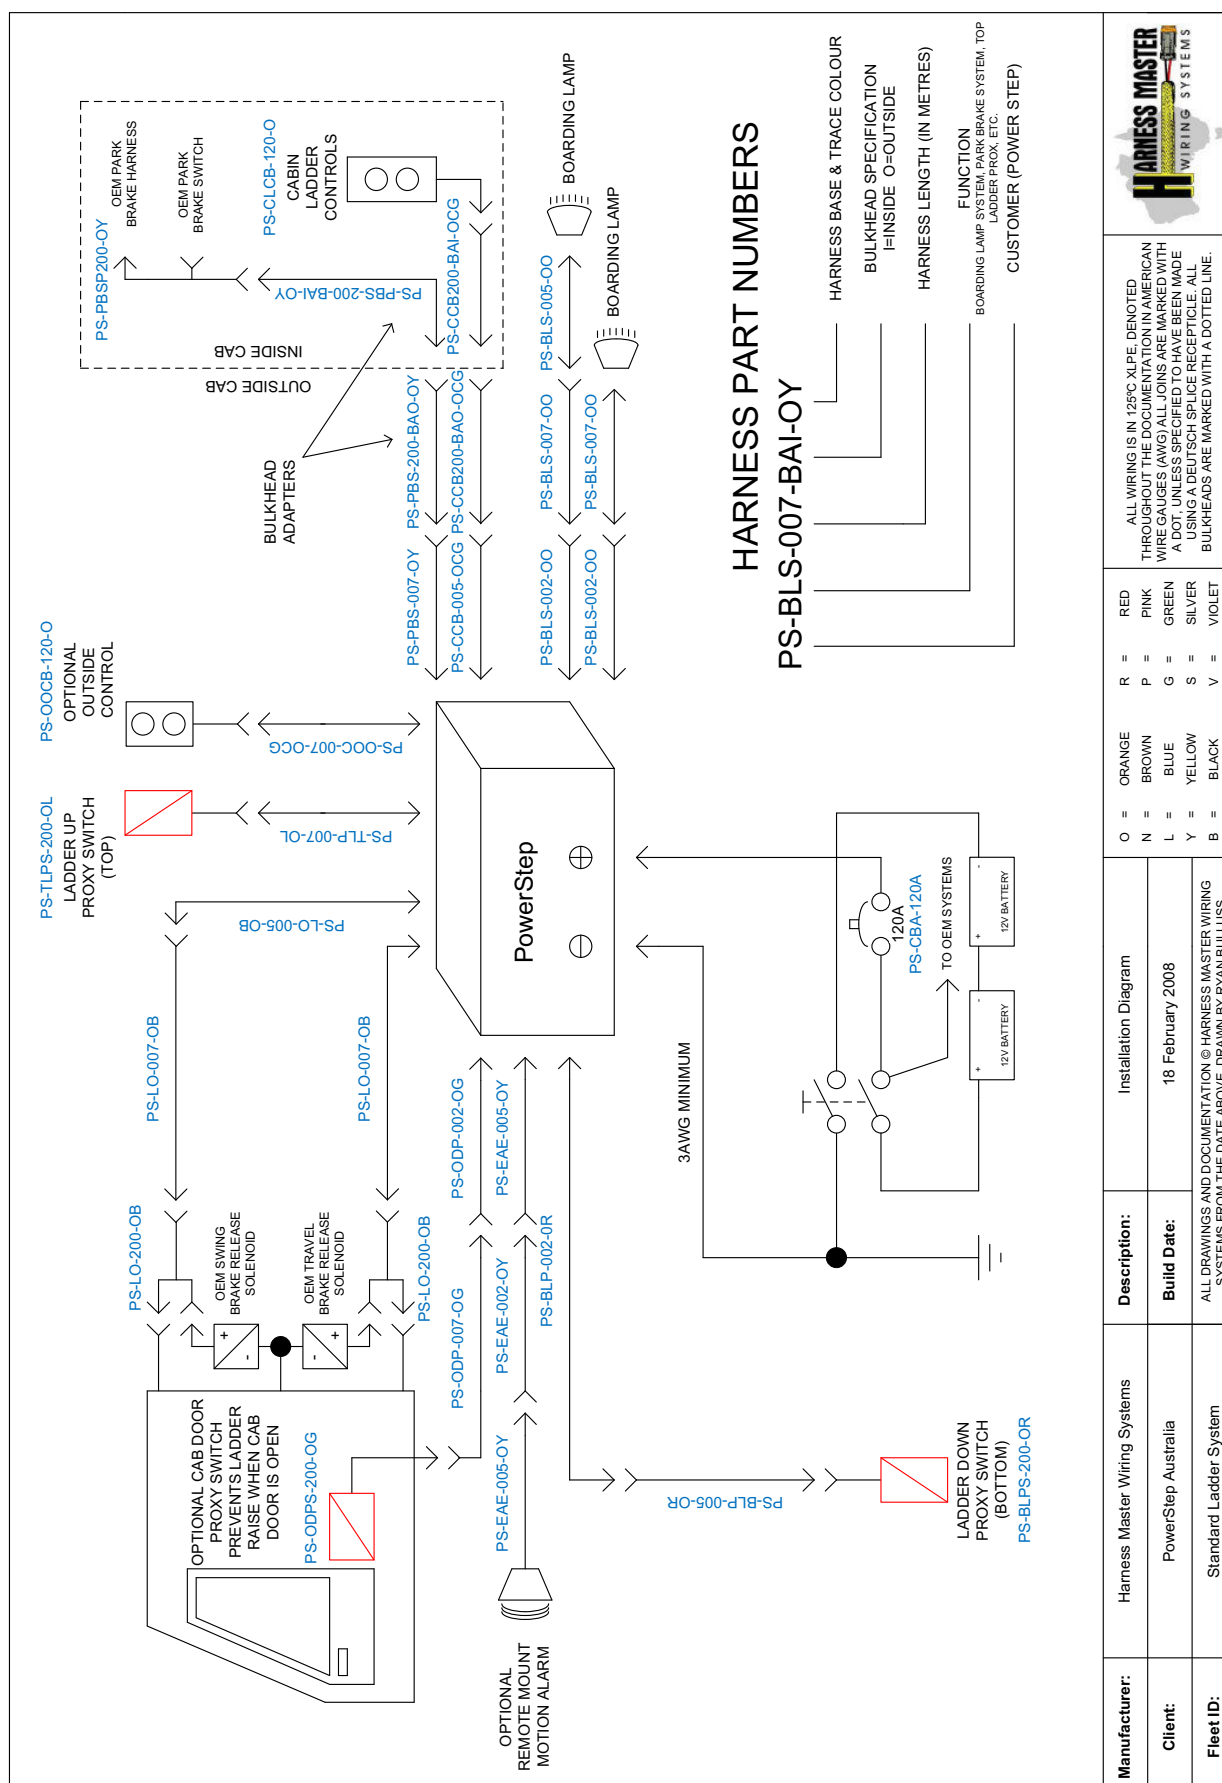 OPTIONAL CAB DOOR
PROXY SWITCH
PREVENTS LADDER
RAISE WHEN CAB
DOOR IS OPEN
PS-ODPS-200-OG
PS-LO-200-OB
OEM SWING
BRAKE RELEASE
SOLENOID
+
-
OEM TRAVEL
BRAKE RELEASE
SOLENOID
-
+
PS-LO-200-OB
PS-LO-007-OB
PS-LO-007-OB
PS-LO-005-OB
PS-TLPS-200-OL
LADDER UP
PROXY SWITCH
(TOP)
PS-TLP-007-OL
PS-OOCB-120-O
OPTIONAL
OUTSIDE
CONTROL
PS-OOC-007-OCG
BULKHEAD
ADAPTERS
OUTSIDE CAB
INSIDE CAB
PS-PBSP200-OY
OEM PARK
BRAKE HARNESS
OEM PARK
BRAKE SWITCH
PS-PBS-200-BAI-OY
PS-CLCB-120-O
CABIN
LADDER
CONTROLS
PS-CCB200-BAI-OCG
PS-PBS-007-OY
PS-PBS-200-BAO-OY
PS-CCB-005-OCG
PS-CCB200-BAO-OCG
PS-BLS-002-OO
PS-BLS-007-OO
PS-BLS-005-OO
BOARDING LAMP
PS-BLS-002-OO
PS-BLS-007-OO
BOARDING LAMP
PS-ODP-007-OG
PS-ODP-002-OG
PS-EAE-005-OY
PS-EAE-002-OY
PS-EAE-005-OY
PS-BLP-002-0R
OPTIONAL
REMOTE MOUNT
MOTION ALARM
PowerStep
PS-BLP-005-OR
LADDER DOWN
PROXY SWITCH
(BOTTOM)
PS-BLPS-200-OR
3AWG MINIMUM
120A
PS-CBA-120A
TO OEM SYSTEMS
+
-
12V BATTERY
+
-
12V BATTERY
HARNESS PART NUMBERS
PS-BLS-007-BAI-OY
HARNESS BASE & TRACE COLOUR
BULKHEAD SPECIFICATION
I=INSIDE O=OUTSIDE
HARNESS LENGTH (IN METRES)
FUNCTION
BOARDING LAMP SYSTEM, PARK BRAKE SYSTEM, TOP
LADDER PROX, ETC.
CUSTOMER (POWER STEP)
Manufacturer:
Harness Master Wiring Systems
Client:
PowerStep Australia
Fleet ID:
Standard Ladder System
Description:
Installation Diagram
Build Date:
18 February 2008
ALL DRAWINGS AND DOCUMENTATION © HARNESS MASTER WIRING
SYSTEMS FROM THE DATE ABOVE. DRAWN BY RYAN BULLUSS
O = ORANGE R = RED
N = BROWN P = PINK
L = BLUE G = GREEN
Y = YELLOW S = SILVER
B = BLACK V = VIOLET
ALL WIRING IS IN 125ºC XLPE, DENOTED
THROUGHOUT THE DOCUMENTATION IN AMERICAN
WIRE GAUGES (AWG) ALL JOINS ARE MARKED WITH
A DOT, UNLESS SPECIFIED TO HAVE BEEN MADE
USING A DEUTSCH SPLICE RECEPTICLE. ALL
BULKHEADS ARE MARKED WITH A DOTTED LINE.
HARNESS MASTER
WIRING SYSTEMS